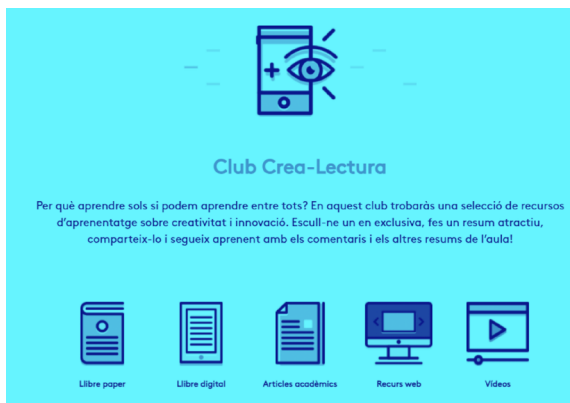 Club Crea-Lectura
Per què aprendre sols si podem aprendre entre tots? En aquest club trobaràs una selecció de recursos
d'aprenentatge sobre creativitat i innovació. Escull-ne un en exclusiva, fes un resum atractiu,
comparteix-lo i segueix aprenent amb els comentaris i els altres resums de l'aula!
Llibre paper
Llibre digital
Articles acadèmics
Recurs web
Vídeos